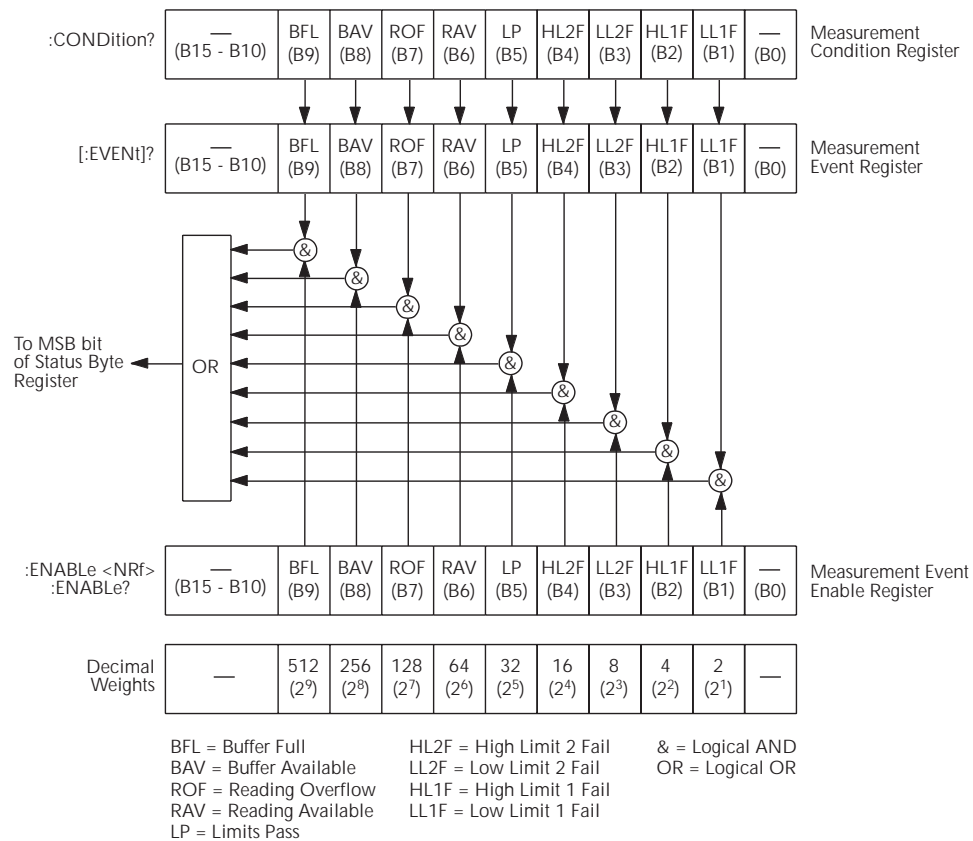 :CONDition?
—
(B15 - B10)
BFL
(B9)
BAV
(B8)
ROF
(B7)
RAV
(B6)
LP
(B5)
HL2F
(B4)
LL2F
(B3)
HL1F
(B2)
LL1F
(B1)
—
(B0)
Measurement
Condition Register
[:EVENt]?
—
(B15 - B10)
BFL
(B9)
BAV
(B8)
ROF
(B7)
RAV
(B6)
LP
(B5)
HL2F
(B4)
LL2F
(B3)
HL1F
(B2)
LL1F
(B1)
—
(B0)
Measurement
Event Register
&
&
&
&
&
&
&
&
&
To MSB bit
of Status Byte
Register
OR
:ENABLe <NRf>
:ENABLe?
—
(B15 - B10)
BFL
(B9)
BAV
(B8)
ROF
(B7)
RAV
(B6)
LP
(B5)
HL2F
(B4)
LL2F
(B3)
HL1F
(B2)
LL1F
(B1)
—
(B0)
Measurement Event
Enable Register
Decimal
Weights
—
512
(2⁹)
256
(2⁸)
128
(2⁷)
64
(2⁶)
32
(2⁵)
16
(2⁴)
8
(2³)
4
(2²)
2
(2¹)
—
BFL = Buffer Full
BAV = Buffer Available
ROF = Reading Overflow
RAV = Reading Available
LP = Limits Pass
HL2F = High Limit 2 Fail
LL2F = Low Limit 2 Fail
HL1F = High Limit 1 Fail
LL1F = Low Limit 1 Fail
& = Logical AND
OR = Logical OR